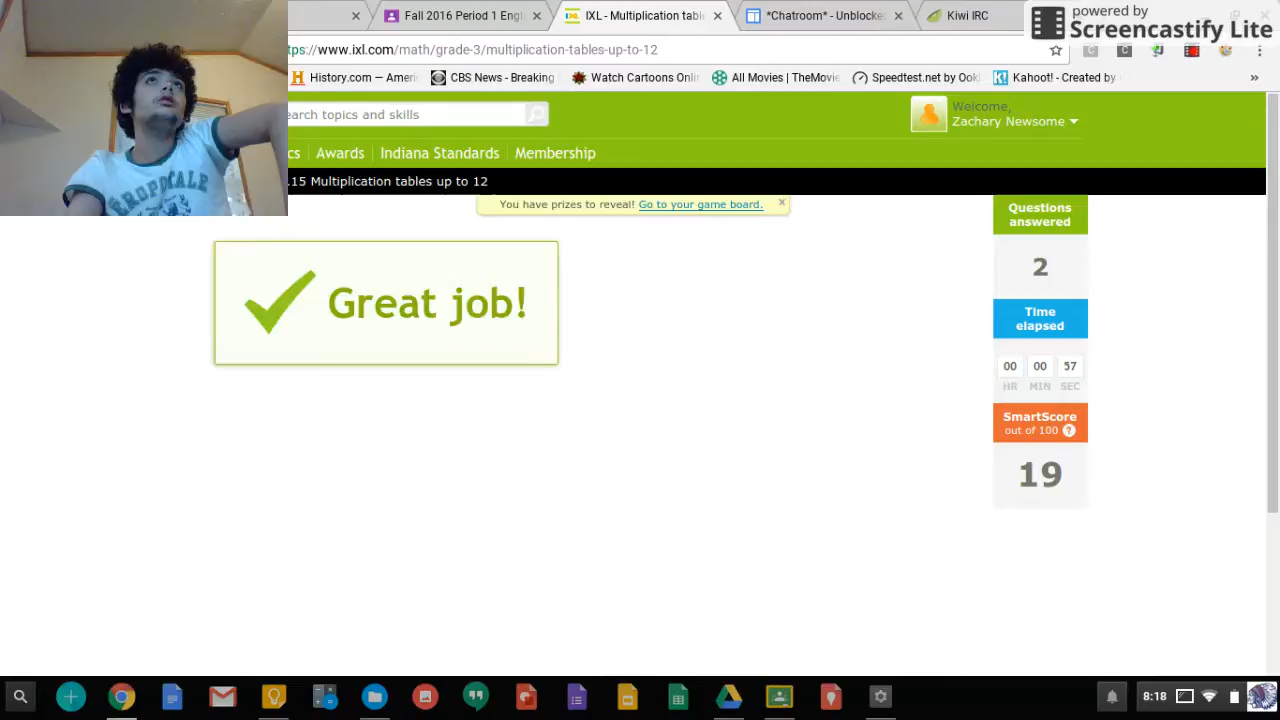 Fall 2016 Period 1 Eng
IXL - Multiplication tabl
*Chatroom* - Unblocke
Kiwi IRC
powered by
Screencastify Lite
tps://www.ixl.com/math/grade-3/multiplication-tables-up-to-12
History.com — Ameri
CBS News - Breaking
Watch Cartoons Onli
All Movies | TheMovie
Speedtest.net by Ookl
Kahoot! - Created by
»
earch topics and skills
Welcome,
Zachary Newsome
cs
Awards
Indiana Standards
Membership
.15 Multiplication tables up to 12
You have prizes to reveal! Go to your game board.
Questions
answered
2
Great job!
Time
elapsed
00 00 57
HR MIN SEC
SmartScore
out of 100 ?
19
AEROPOSTALE
8:18